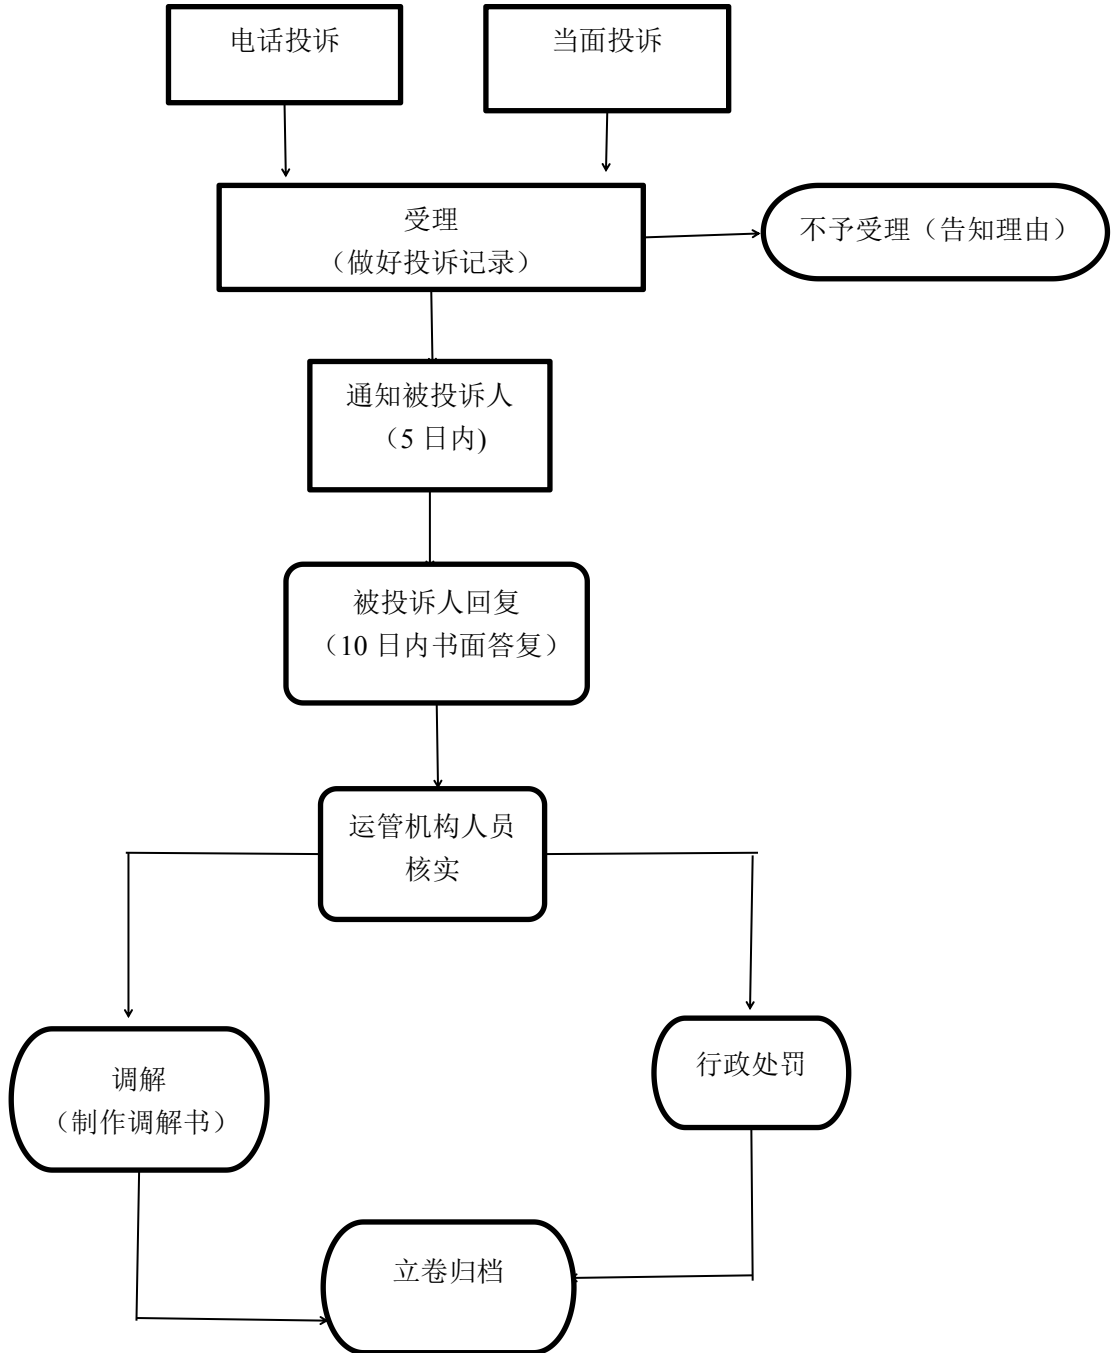 电话投诉
当面投诉
受理
（做好投诉记录）
不予受理（告知理由）
通知被投诉人
（5 日内)
被投诉人回复
（10 日内书面答复）
运管机构人员
核实
调解
（制作调解书）
行政处罚
立卷归档